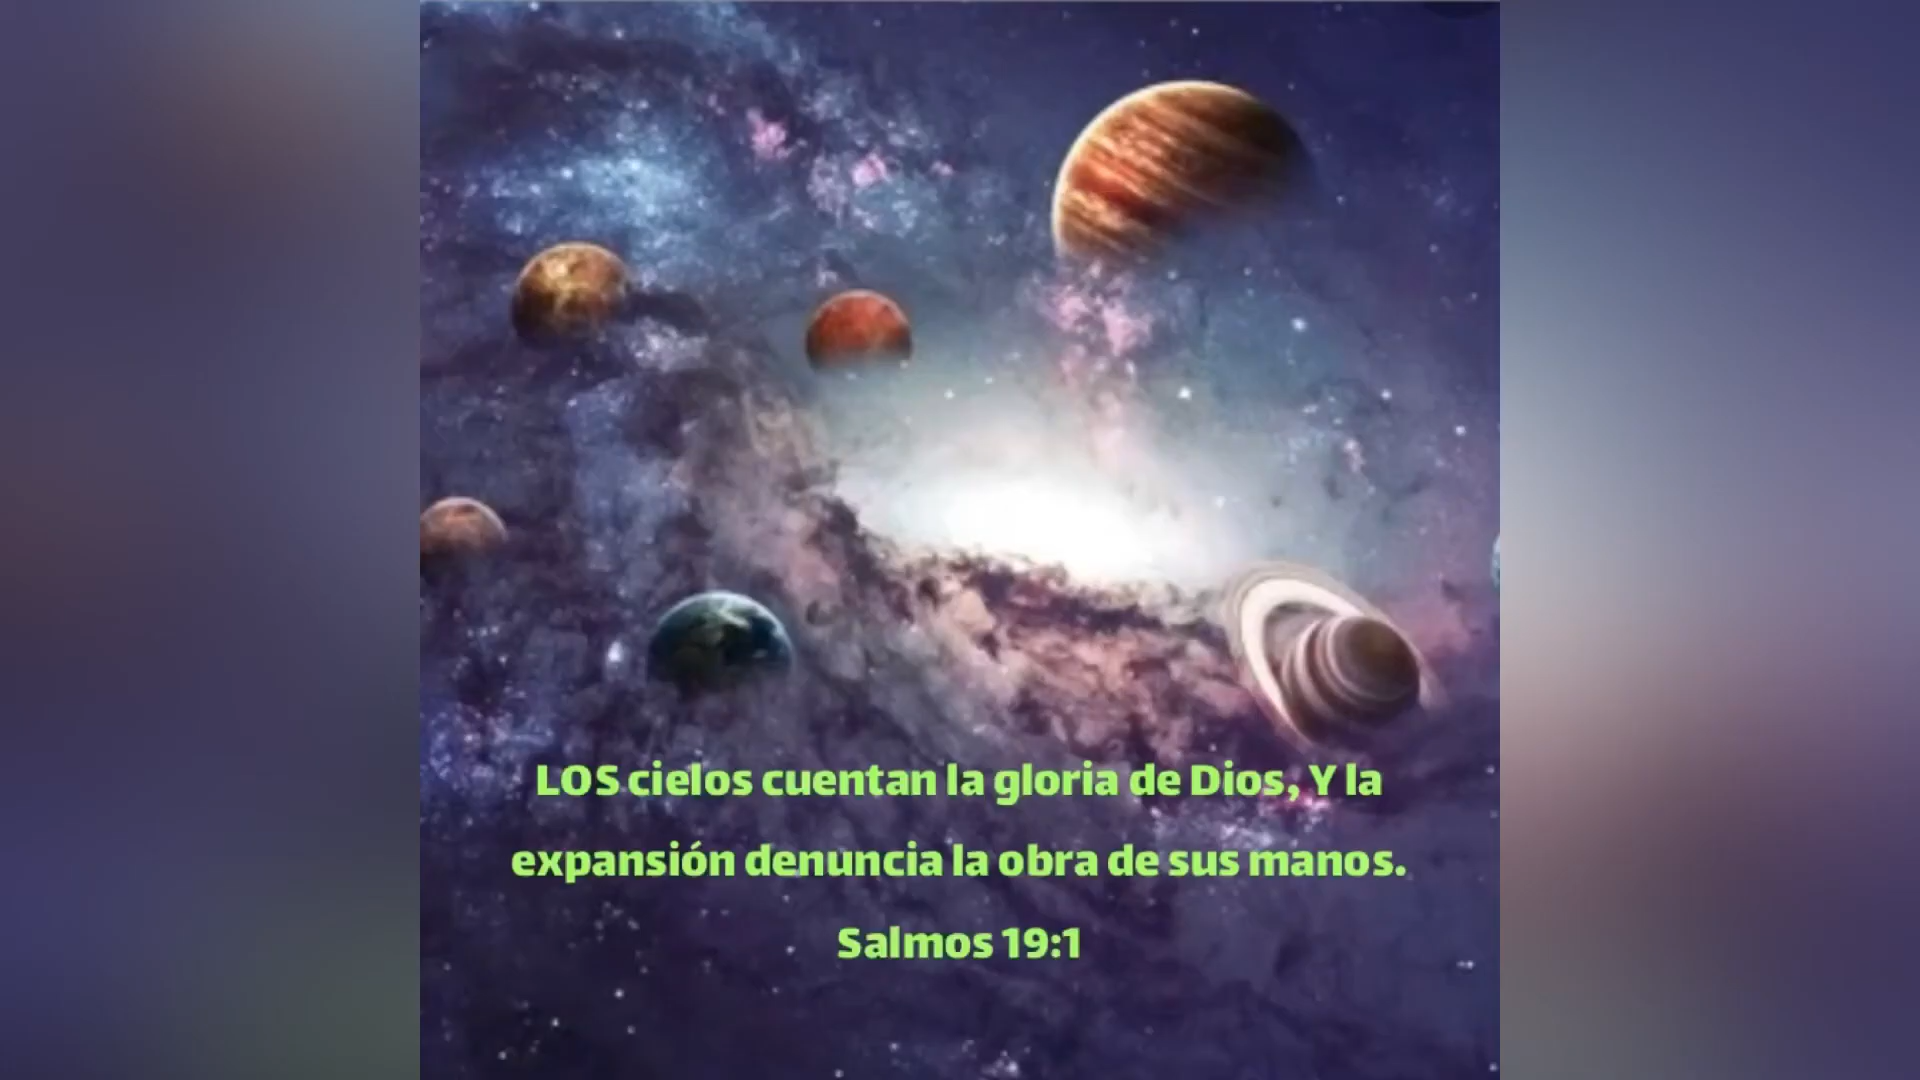 LOS cielos cuentan la gloria de Dios, Y la
expansión denuncia la obra de sus manos.
Salmos 19:1